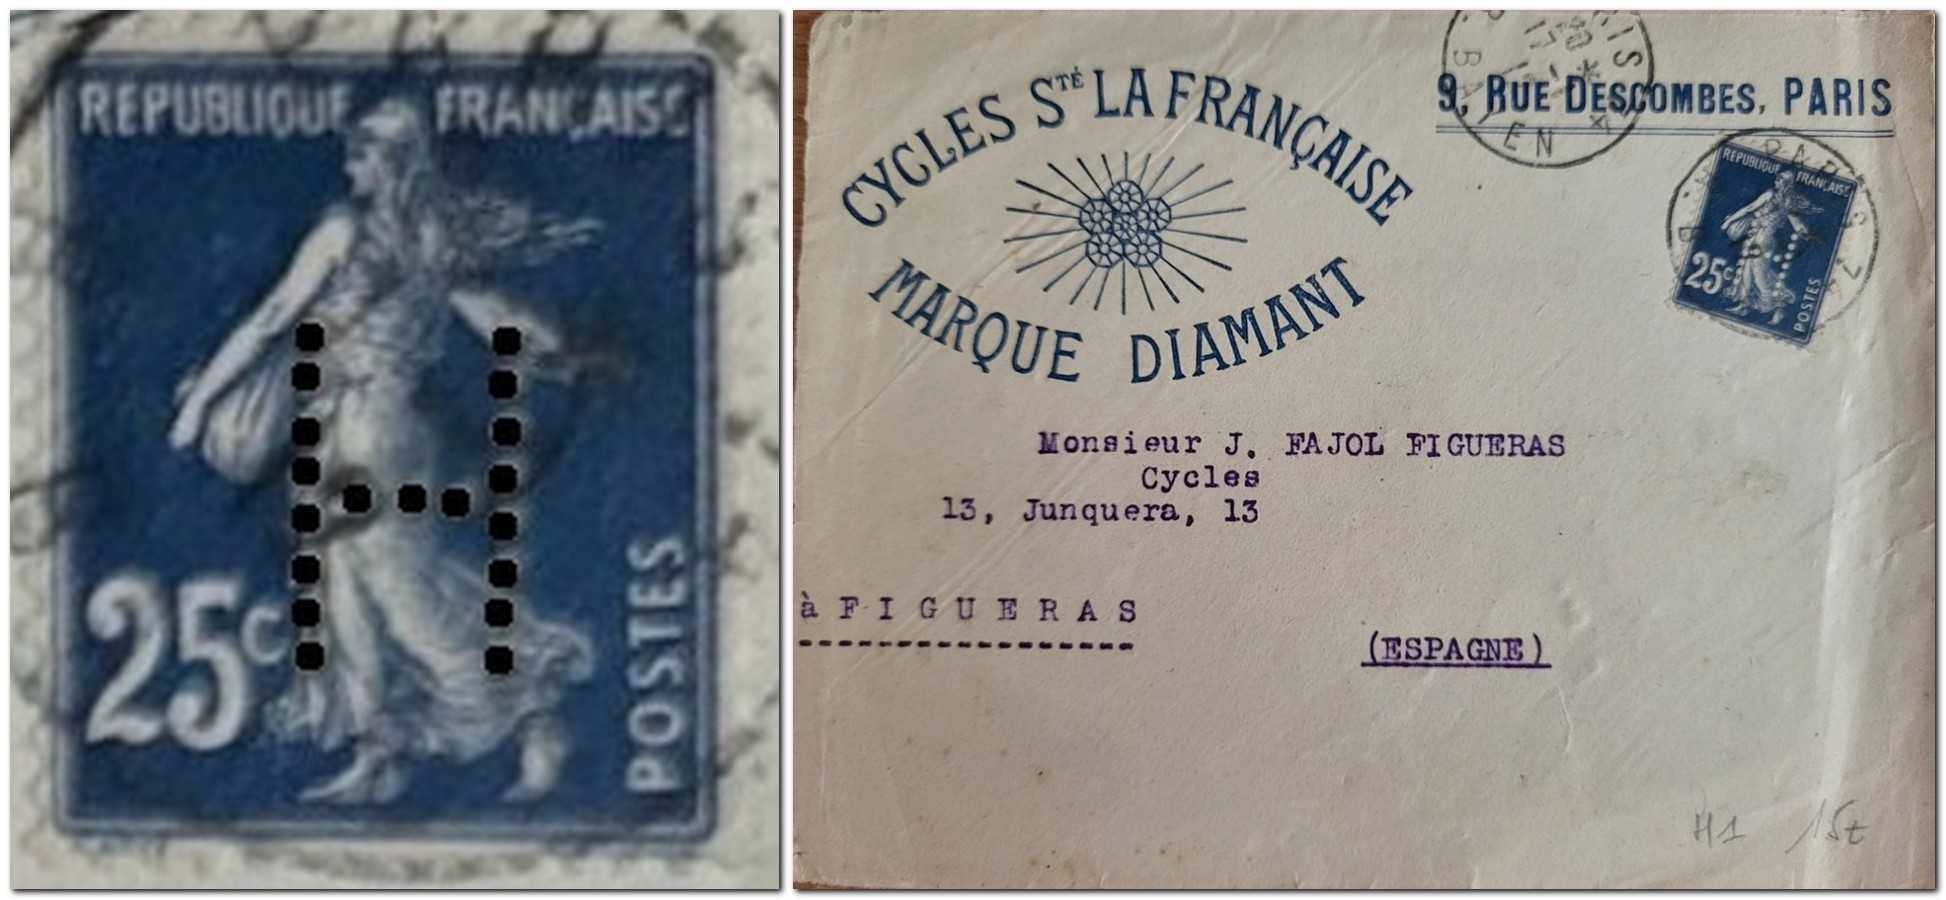 REPUBLIQUE FRANÇAISE
25c
POSTES
CYCLES STÉ LA FRANÇAISE
MARQUE DIAMANT
9, RUE DESCOMBES, PARIS
REPUBLIQUE FRANÇAISE
25c
POSTES
Monsieur J. FAJOL FIGUERAS
Cycles
13, Junquera, 13
à FIGUERAS
(ESPAGNE)
H1 15z